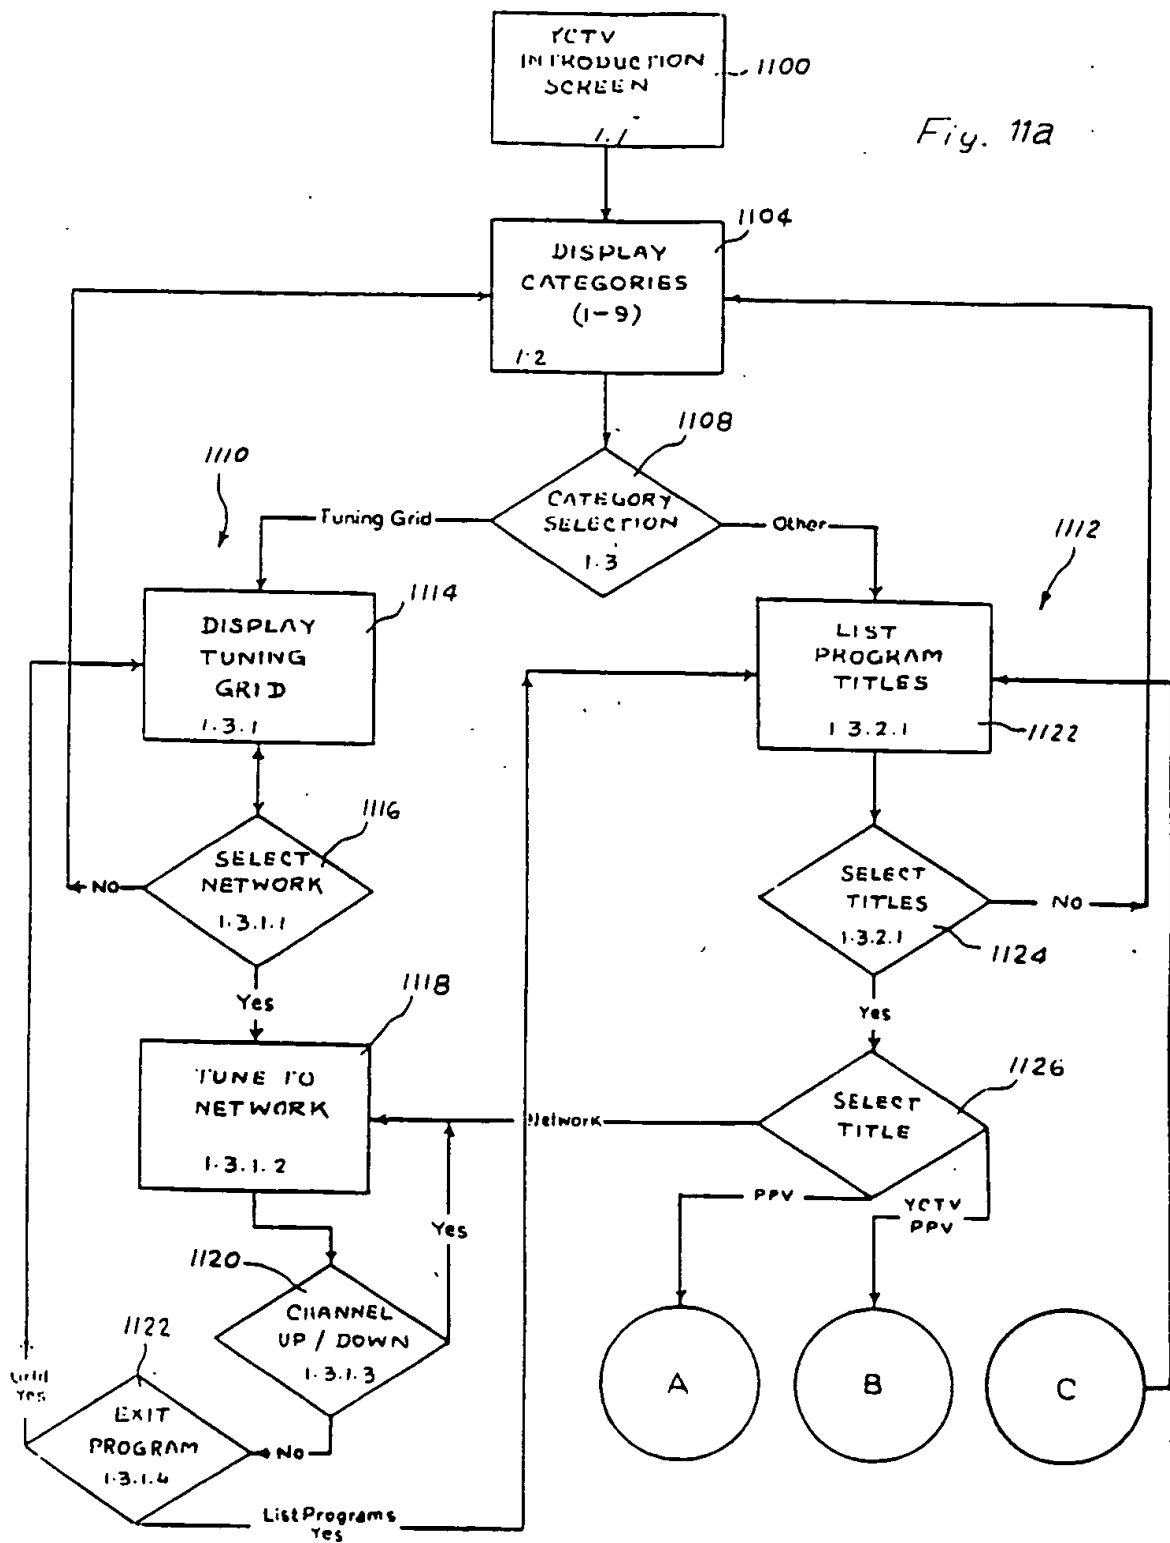 YCTV
INTRODUCTION
SCREEN
1.1
1100
Fig. 11a
1104
DISPLAY
CATEGORIES
(1-9)
1.2
1108
1110
CATEGORY
SELECTION
1.3
Tuning Grid
Other
1112
1114
DISPLAY
TUNING
GRID
1.3.1
LIST
PROGRAM
TITLES
1.3.2.1
1122
1116
SELECT
NETWORK
1.3.1.1
NO
Yes
SELECT
TITLES
1.3.2.1
NO
1124
Yes
1118
TUNE TO
NETWORK
1.3.1.2
1126
SELECT
TITLE
Network
PPV
YCTV
PPV
Yes
1120
CHANNEL
UP / DOWN
1.3.1.3
No
1122
Grid
Yes
EXIT
PROGRAM
1.3.1.4
List Programs
Yes
A
B
C